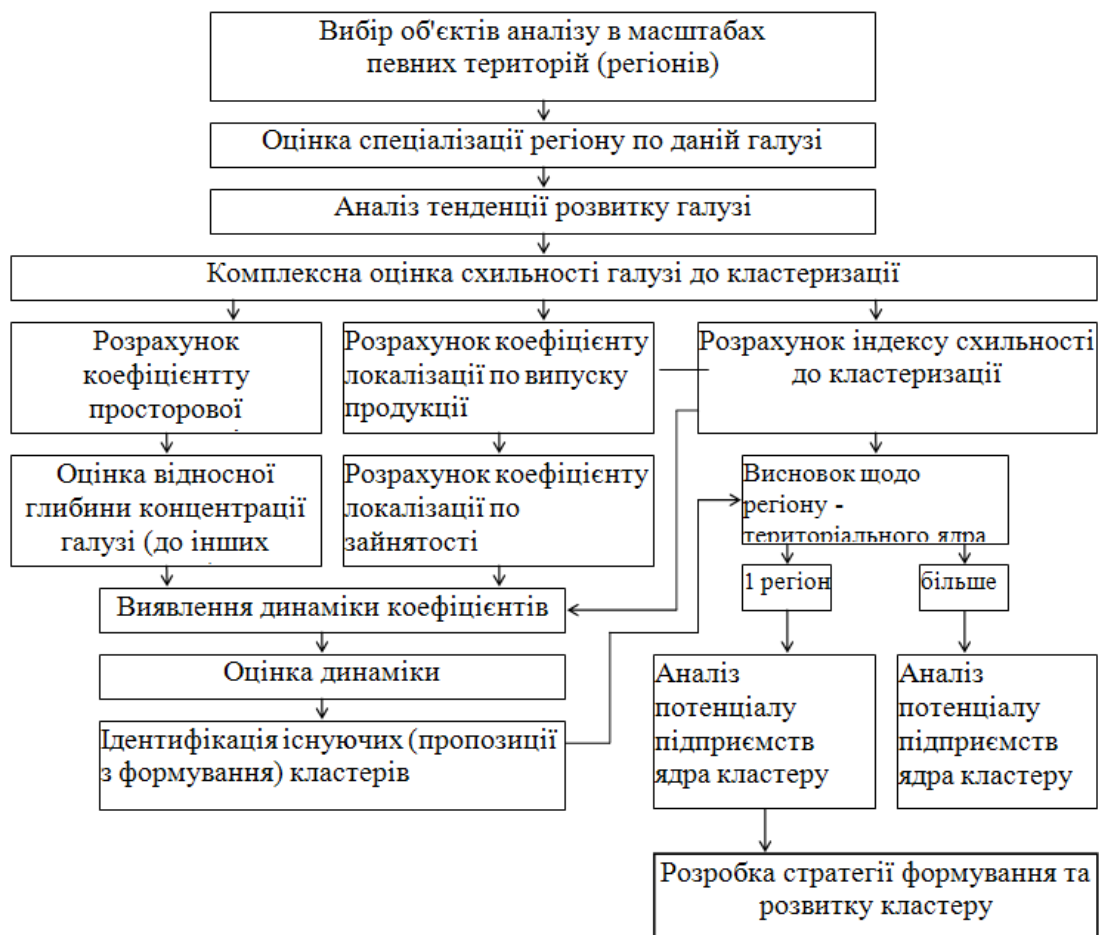 Вибір об'єктів аналізу в масштабах
певних територій (регіонів)
Оцінка спеціалізації регіону по даній галузі
Аналіз тенденції розвитку галузі
Комплексна оцінка схильності галузі до кластеризації
Розрахунок
коефіцієнтту
просторової
Розрахунок коефіцієнту
локалізації по випуску
продукції
Розрахунок індексу схильності
до кластеризації
Оцінка відносної
глибини концентрації
галузі (до інших
Розрахунок коефіцієнту
локалізації по
зайнятості
Висновок щодо
регіону -
територіального ядра
1 регіон
більше
Виявлення динаміки коефіцієнтів
Оцінка динаміки
Ідентифікація існуючих (пропозиції
з формування) кластерів
Аналіз
потенціалу
підприємств
ядра кластеру
Аналіз
потенціалу
підприємств
ядра кластеру
Розробка стратегії формування та
розвитку кластеру